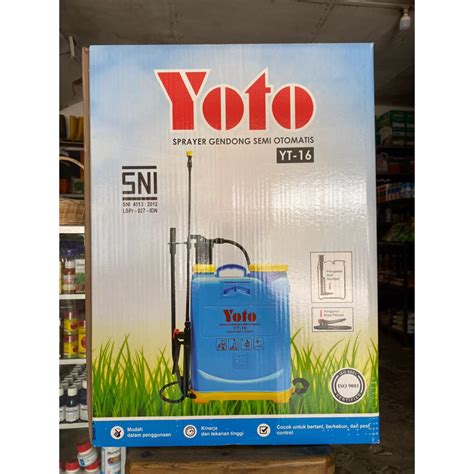 Yoto
SPRAYER GENDONG SEMI OTOMATIS
YT-16
SNI
SNI 4513 : 2012
LSPr - 027 - IDN
Yoto
YT-16
ISO 9001
Mudah
dalam penggunaan
Kinerja
dan tekanan tinggi
Cocok untuk bertani, berkebun, dan pest
control